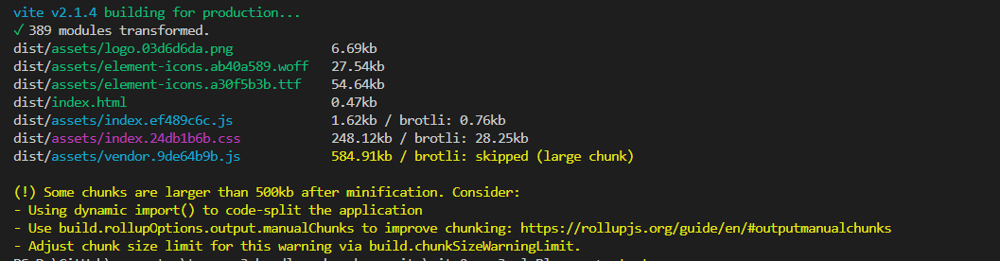 vite v2.1.4 building for production...
✓ 389 modules transformed.
dist/assets/logo.03d6d6da.png 6.69kb
dist/assets/element-icons.ab40a589.woff 27.54kb
dist/assets/element-icons.a30f5b3b.ttf 54.64kb
dist/index.html 0.47kb
dist/assets/index.ef489c6c.js 1.62kb / brotli: 0.76kb
dist/assets/index.24db1b6b.css 248.12kb / brotli: 28.25kb
dist/assets/vendor.9de64b9b.js 584.91kb / brotli: skipped (large chunk)
(!) Some chunks are larger than 500kb after minification. Consider:
- Using dynamic import() to code-split the application
- Use build.rollupOptions.output.manualChunks to improve chunking: https://rollupjs.org/guide/en/#outputmanualchunks
- Adjust chunk size limit for this warning via build.chunkSizeWarningLimit.